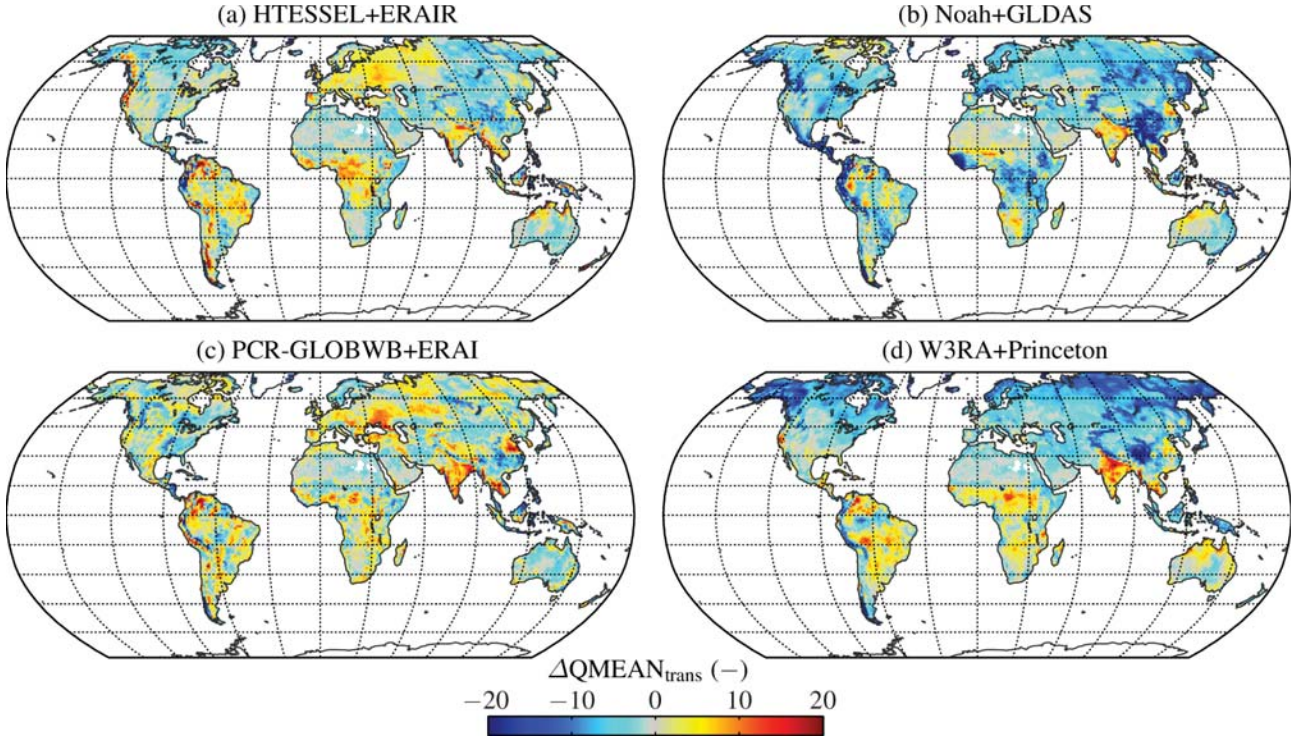 (a) HTESSEL+ERAIR
(b) Noah+GLDAS
(c) PCR-GLOBWB+ERAI
(d) W3RA+Princeton
ΔQMEANtrans (−)
−20 −10 0 10 20